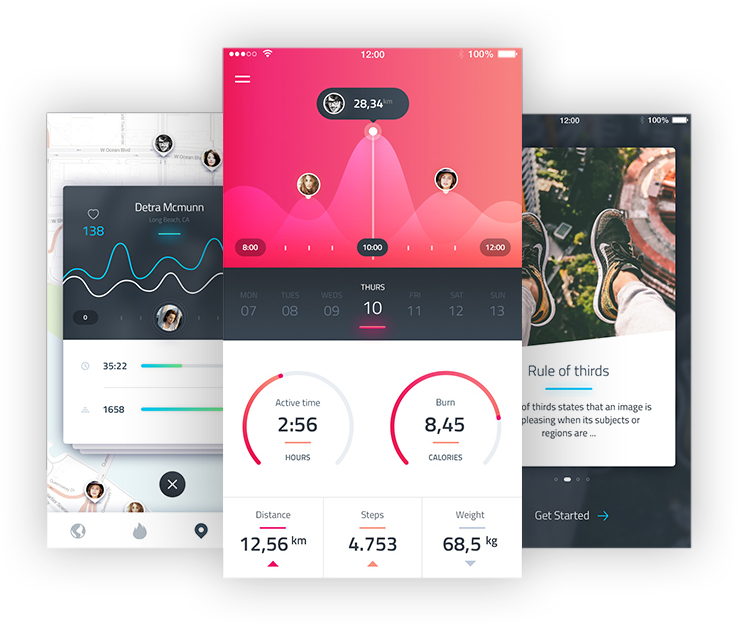 W Ocean Blvd
W Ocean Blvd
Detra Mcmunn
Long Beach, CA
138
0
35:22
1658
12:00
100%
28,34 km
8:00
10:00
12:00
THURS
MON TUES WEDS FRI SAT SUN
07 08 09 10 11 12 13
Active time
2:56
HOURS
Burn
8,45
CALORIES
Distance
12,56 km
Steps
4.753
Weight
68,5 kg
12:00
100%
Rule of thirds
of thirds states that an image is
pleasing when its subjects or
regions are ...
Get Started